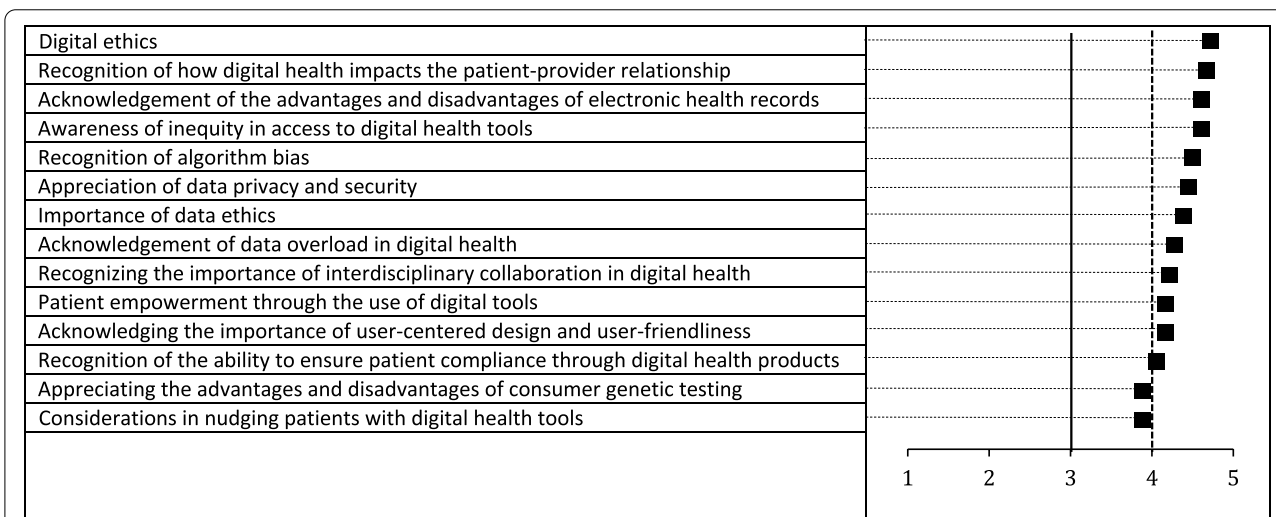 Digital ethics
Recognition of how digital health impacts the patient-provider relationship
Acknowledgement of the advantages and disadvantages of electronic health records
Awareness of inequity in access to digital health tools
Recognition of algorithm bias
Appreciation of data privacy and security
Importance of data ethics
Acknowledgement of data overload in digital health
Recognizing the importance of interdisciplinary collaboration in digital health
Patient empowerment through the use of digital tools
Acknowledging the importance of user-centered design and user-friendliness
Recognition of the ability to ensure patient compliance through digital health products
Appreciating the advantages and disadvantages of consumer genetic testing
Considerations in nudging patients with digital health tools
1 2 3 4 5